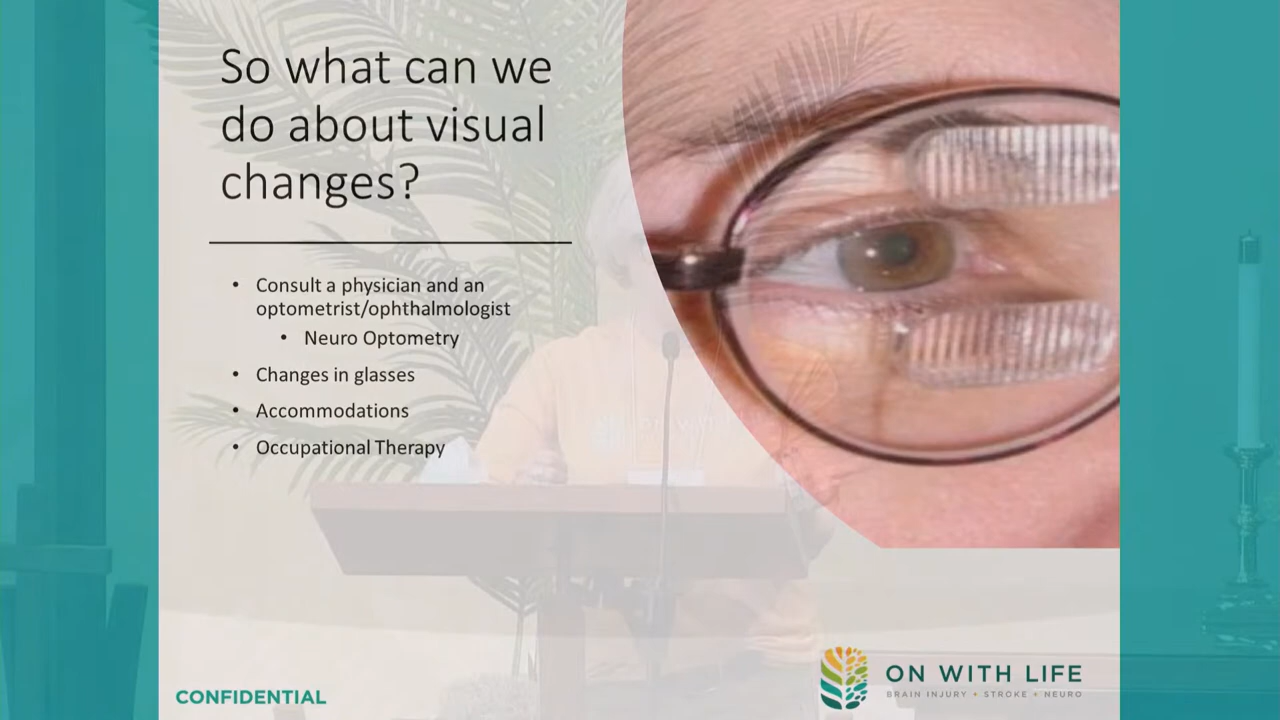 So what can we
do about visual
changes?
• Consult a physician and an
optometrist/ophthalmologist
• Neuro Optometry
• Changes in glasses
• Accommodations
• Occupational Therapy
CONFIDENTIAL
ON WITH LIFE
BRAIN INJURY • STROKE • NEURO